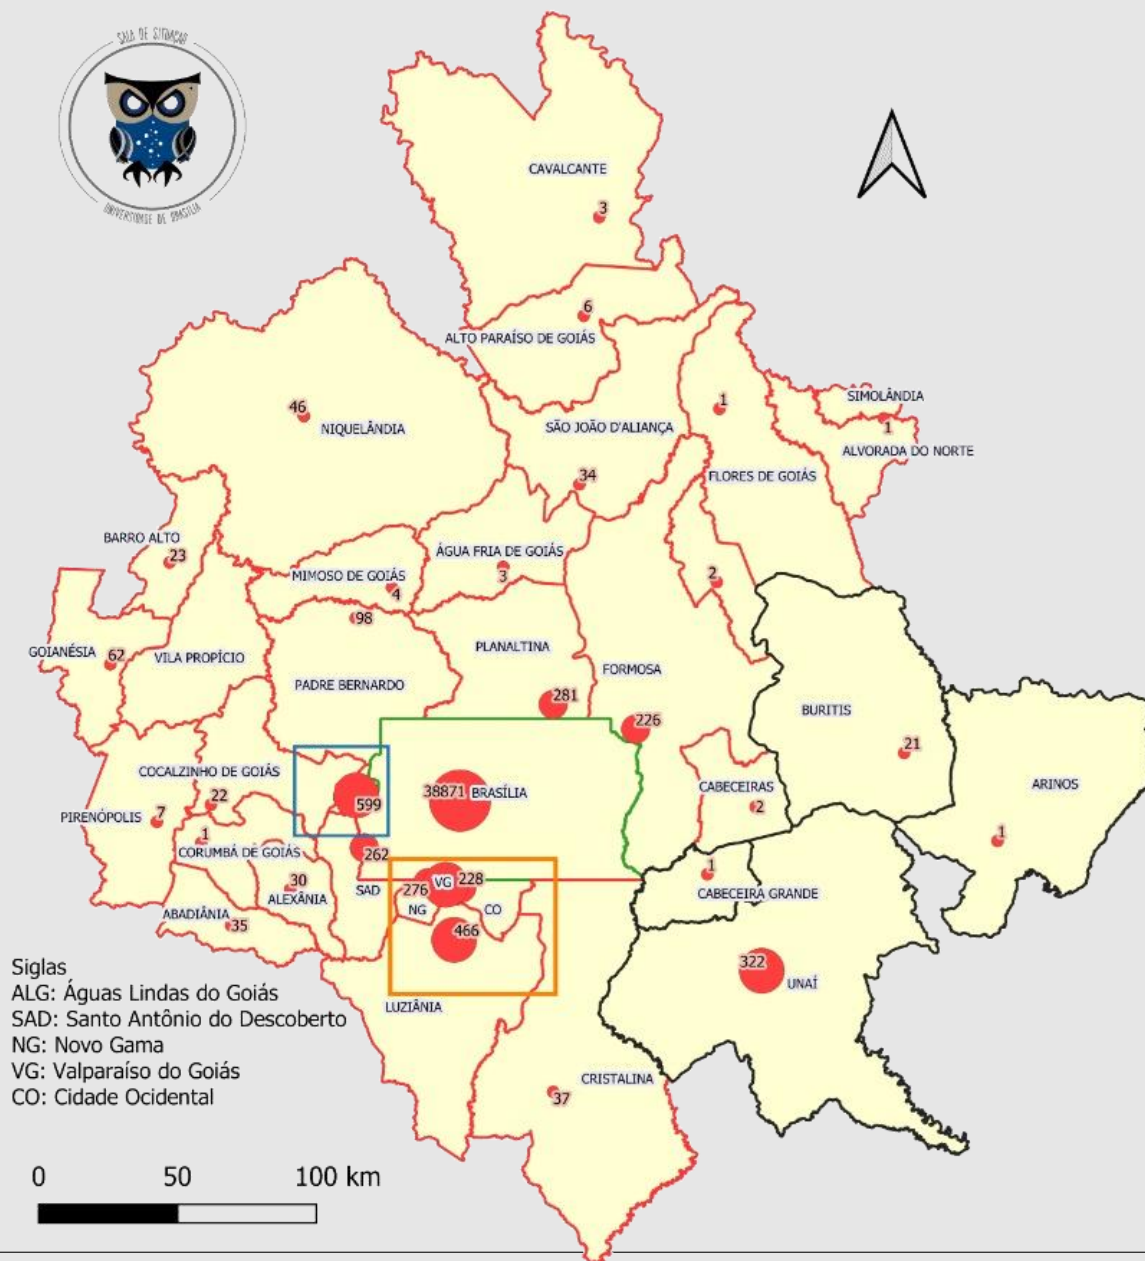 SALA DE SITUAÇÃO
UNIVERSIDADE DE BRASÍLIA
CAVALCANTE
3
6
ALTO PARAÍSO DE GOIÁS
SIMOLÂNDIA
46
1
NIQUELÂNDIA
SÃO JOÃO D'ALIANÇA
1
ALVORADA DO NORTE
34
FLORES DE GOIÁS
BARRO ALTO
23
ÁGUA FRIA DE GOIÁS
MIMOSO DE GOIÁS
3
2
4
98
GOIANÉSIA
62
VILA PROPÍCIO
PLANALTINA
FORMOSA
PADRE BERNARDO
281
BURITIS
226
21
COCALZINHO DE GOIÁS
CABECEIRAS
ARINOS
38871 BRASÍLIA
22
599
2
PIRENÓPOLIS
7
1
1
CORUMBÁ DE GOIÁS
262
1
30
SAD
276
VG
228
CABECEIRA GRANDE
ALEXÂNIA
NG
CO
ABADIÂNIA
35
466
322
UNAÍ
LUZIÂNIA
CRISTALINA
37
Siglas
ALG: Águas Lindas do Goiás
SAD: Santo Antônio do Descoberto
NG: Novo Gama
VG: Valparaíso do Goiás
CO: Cidade Ocidental
0 50 100 km